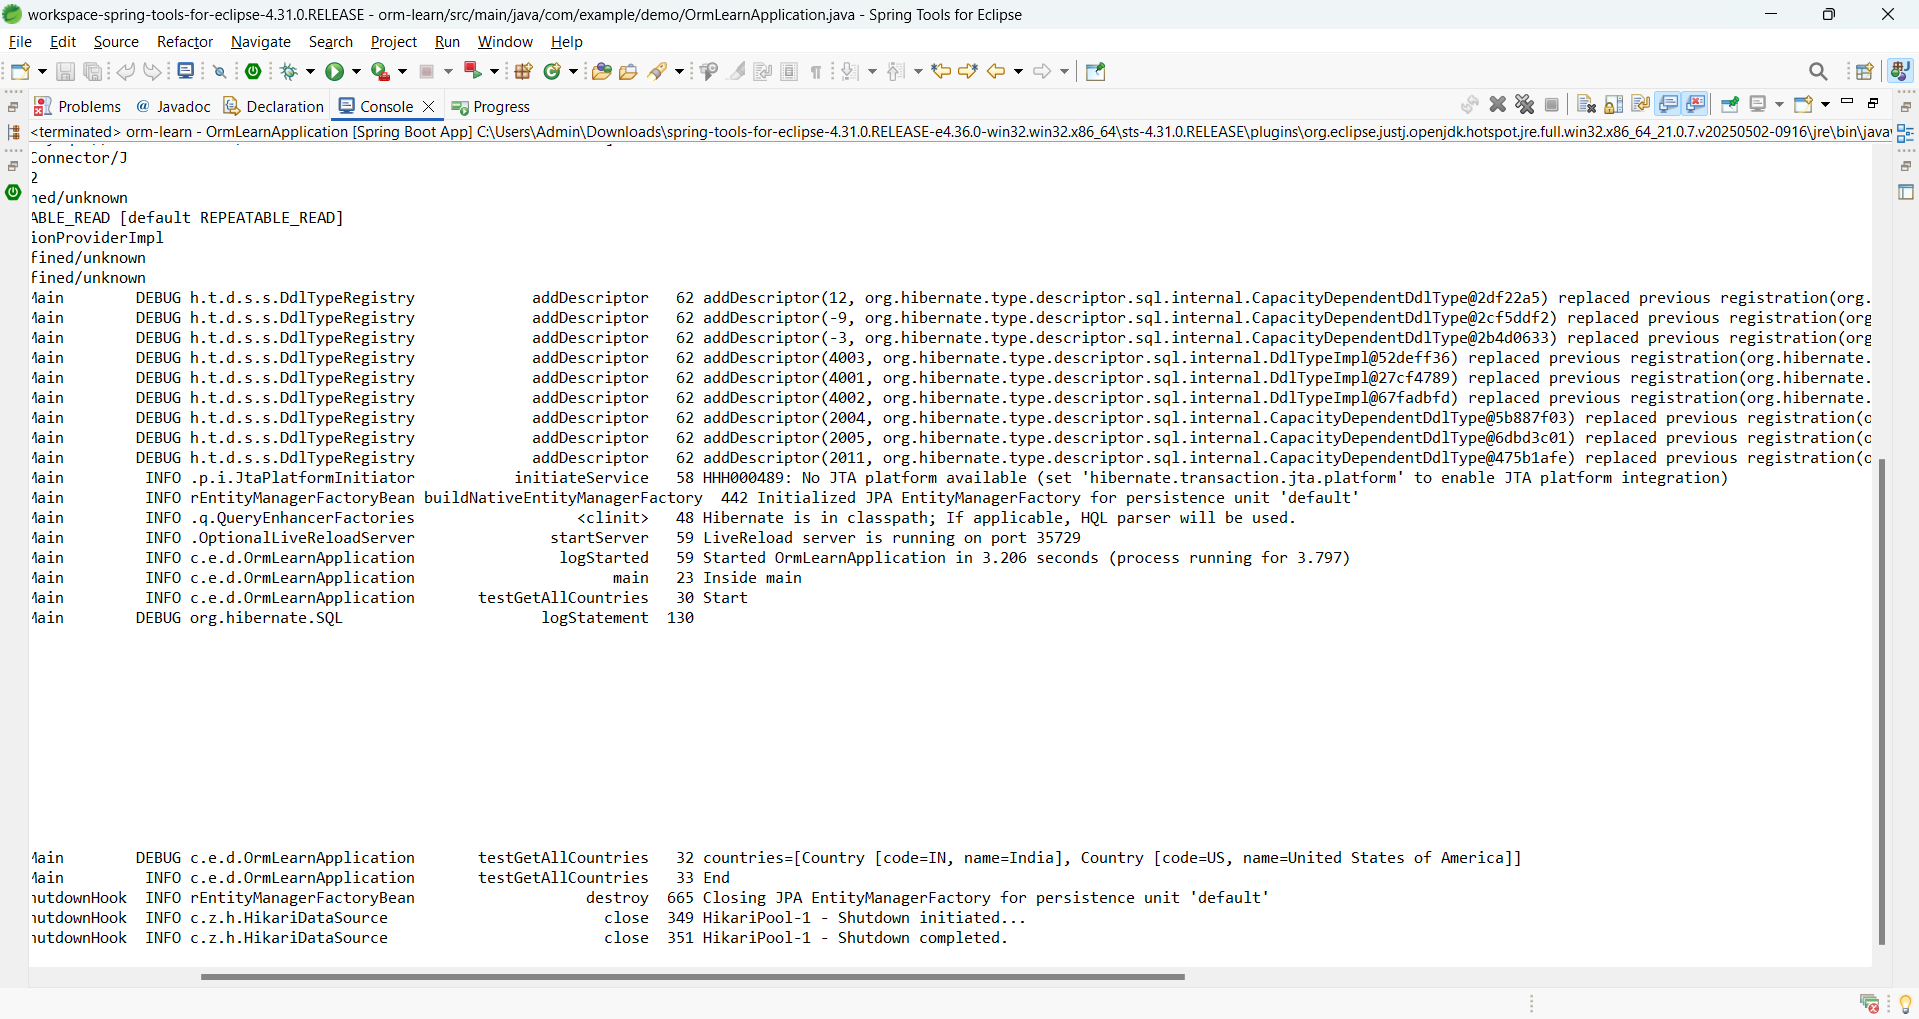 workspace-spring-tools-for-eclipse-4.31.0.RELEASE - orm-learn/src/main/java/com/example/demo/OrmLearnApplication.java - Spring Tools for Eclipse
File Edit Source Refactor Navigate Search Project Run Window Help
Problems @ Javadoc Declaration Console Progress
<terminated> orm-learn - OrmLearnApplication [Spring Boot App] C:\Users\Admin\Downloads\spring-tools-for-eclipse-4.31.0.RELEASE-e4.36.0-win32.win32.x86_64\sts-4.31.0.RELEASE\plugins\org.eclipse.justj.openjdk.hotspot.jre.full.win32.x86_64_21.0.7.v20250502-0916\jre\bin\java
Connector/J
2
ned/unknown
ABLE_READ [default REPEATABLE_READ]
ionProviderImpl
fined/unknown
fined/unknown
Main DEBUG h.t.d.s.s.DdlTypeRegistry addDescriptor 62 addDescriptor(12, org.hibernate.type.descriptor.sql.internal.CapacityDependentDdlType@2df22a5) replaced previous registration(org.
Main DEBUG h.t.d.s.s.DdlTypeRegistry addDescriptor 62 addDescriptor(-9, org.hibernate.type.descriptor.sql.internal.CapacityDependentDdlType@2cf5ddf2) replaced previous registration(org
Main DEBUG h.t.d.s.s.DdlTypeRegistry addDescriptor 62 addDescriptor(-3, org.hibernate.type.descriptor.sql.internal.CapacityDependentDdlType@2b4d0633) replaced previous registration(org
Main DEBUG h.t.d.s.s.DdlTypeRegistry addDescriptor 62 addDescriptor(4003, org.hibernate.type.descriptor.sql.internal.DdlTypeImpl@52deff36) replaced previous registration(org.hibernate.
Main DEBUG h.t.d.s.s.DdlTypeRegistry addDescriptor 62 addDescriptor(4001, org.hibernate.type.descriptor.sql.internal.DdlTypeImpl@27cf4789) replaced previous registration(org.hibernate.
Main DEBUG h.t.d.s.s.DdlTypeRegistry addDescriptor 62 addDescriptor(4002, org.hibernate.type.descriptor.sql.internal.DdlTypeImpl@67fadbfd) replaced previous registration(org.hibernate.
Main DEBUG h.t.d.s.s.DdlTypeRegistry addDescriptor 62 addDescriptor(2004, org.hibernate.type.descriptor.sql.internal.CapacityDependentDdlType@5b887f03) replaced previous registration(o
Main DEBUG h.t.d.s.s.DdlTypeRegistry addDescriptor 62 addDescriptor(2005, org.hibernate.type.descriptor.sql.internal.CapacityDependentDdlType@6dbd3c01) replaced previous registration(o
Main DEBUG h.t.d.s.s.DdlTypeRegistry addDescriptor 62 addDescriptor(2011, org.hibernate.type.descriptor.sql.internal.CapacityDependentDdlType@475b1afe) replaced previous registration(o
Main INFO .p.i.JtaPlatformInitiator initiateService 58 HHH000489: No JTA platform available (set 'hibernate.transaction.jta.platform' to enable JTA platform integration)
Main INFO rEntityManagerFactoryBean buildNativeEntityManagerFactory 442 Initialized JPA EntityManagerFactory for persistence unit 'default'
Main INFO .q.QueryEnhancerFactories <clinit> 48 Hibernate is in classpath; If applicable, HQL parser will be used.
Main INFO .OptionalLiveReloadServer startServer 59 LiveReload server is running on port 35729
Main INFO c.e.d.OrmLearnApplication logStarted 59 Started OrmLearnApplication in 3.206 seconds (process running for 3.797)
Main INFO c.e.d.OrmLearnApplication main 23 Inside main
Main INFO c.e.d.OrmLearnApplication testGetAllCountries 30 Start
Main DEBUG org.hibernate.SQL logStatement 130
Main DEBUG c.e.d.OrmLearnApplication testGetAllCountries 32 countries=[Country [code=IN, name=India], Country [code=US, name=United States of America]]
Main INFO c.e.d.OrmLearnApplication testGetAllCountries 33 End
hutdownHook INFO rEntityManagerFactoryBean destroy 665 Closing JPA EntityManagerFactory for persistence unit 'default'
hutdownHook INFO c.z.h.HikariDataSource close 349 HikariPool-1 - Shutdown initiated...
hutdownHook INFO c.z.h.HikariDataSource close 351 HikariPool-1 - Shutdown completed.